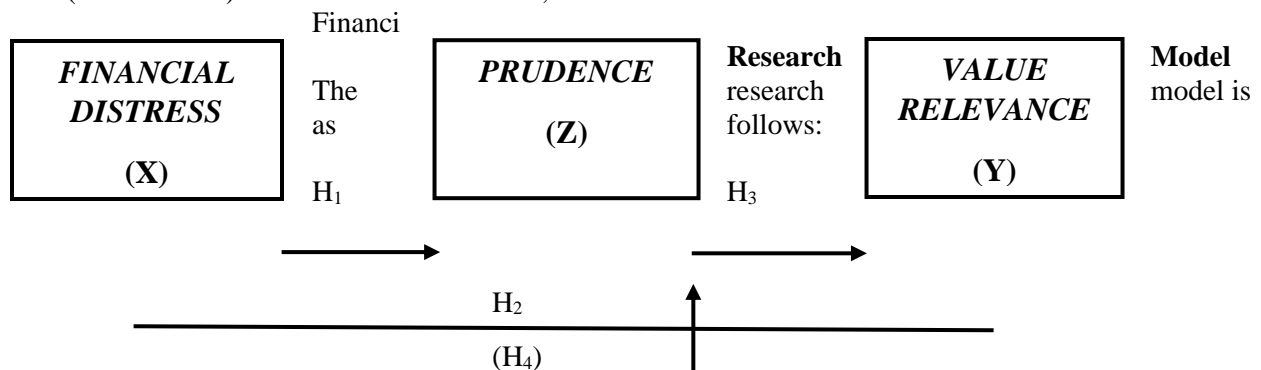 Financi
FINANCIAL
DISTRESS
(X)
The
as
H₁
PRUDENCE
(Z)
Research
research
follows:
H₃
VALUE
RELEVANCE
(Y)
Model
model is
H₂
(H₄)